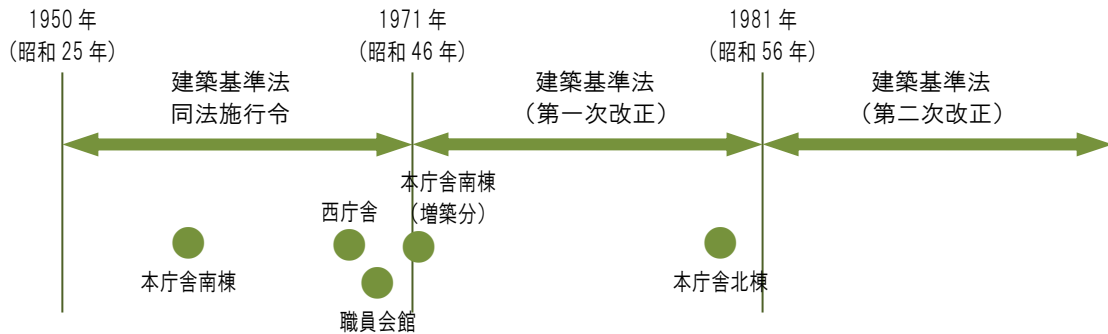 1950 年
(昭和 25 年)
1971 年
(昭和 46 年)
1981 年
(昭和 56 年)
建築基準法
同法施行令
建築基準法
（第一次改正）
建築基準法
（第二次改正）
本庁舎南棟
（増築分）
西庁舎
本庁舎南棟
職員会館
本庁舎北棟